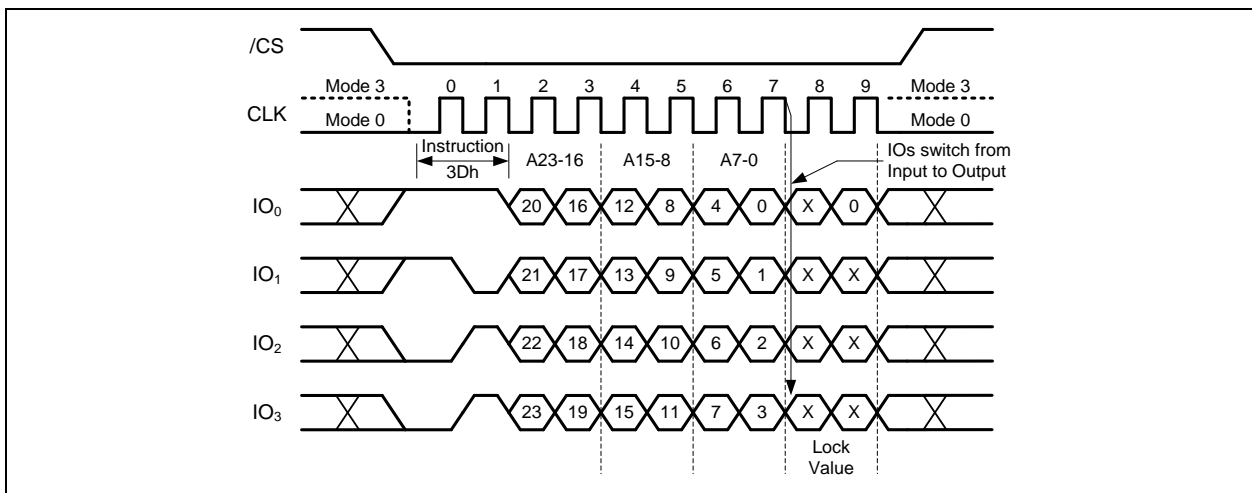 /CS
Mode 3 0 1 2 3 4 5 6 7 8 9 Mode 3
CLK
Mode 0 Mode 0
Instruction A23-16 A15-8 A7-0 IOs switch from
3Dh Input to Output
IO0 20 16 12 8 4 0 X 0
IO1 21 17 13 9 5 1 X X
IO2 22 18 14 10 6 2 X X
IO3 23 19 15 11 7 3 X X
Lock
Value